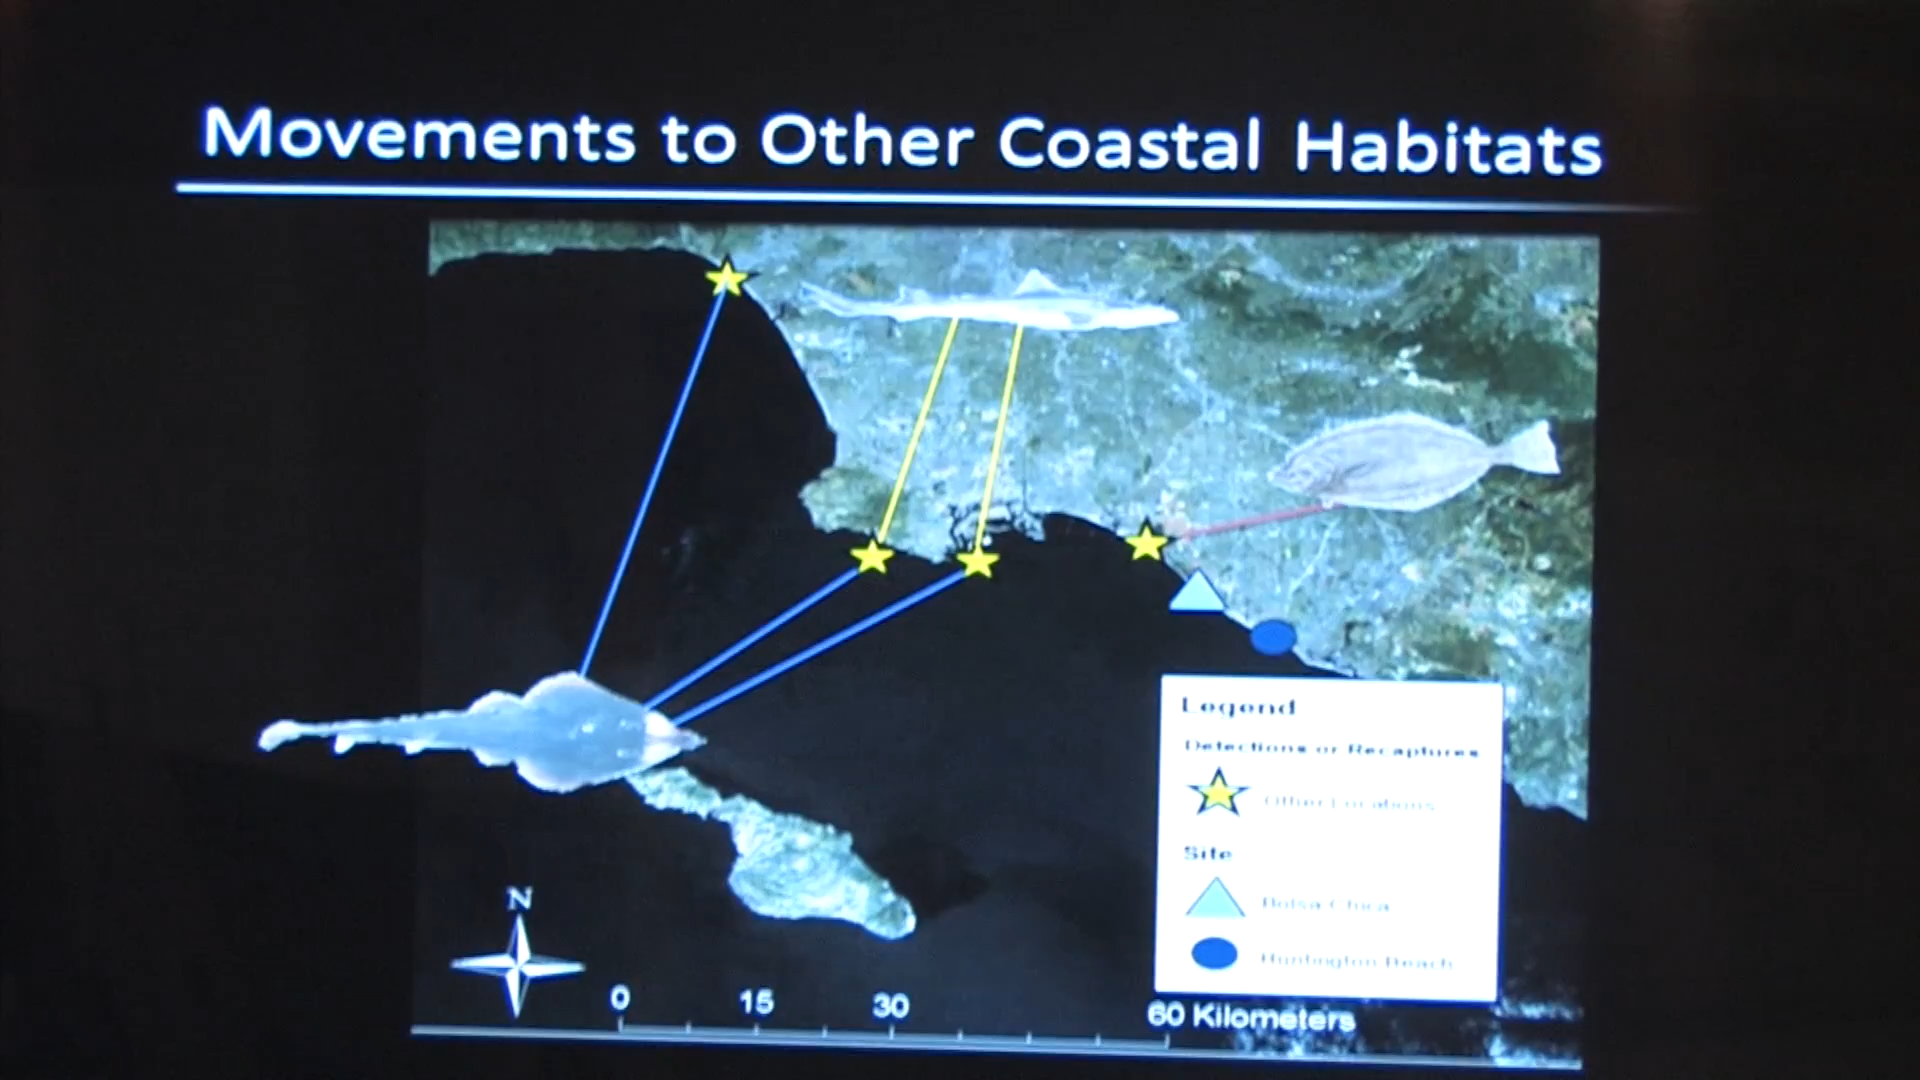 Movements to Other Coastal Habitats
Legend
Detections or Recaptures
Other Locations
Site
Bolsa Chica
Huntington Beach
N
0 15 30 60 Kilometers